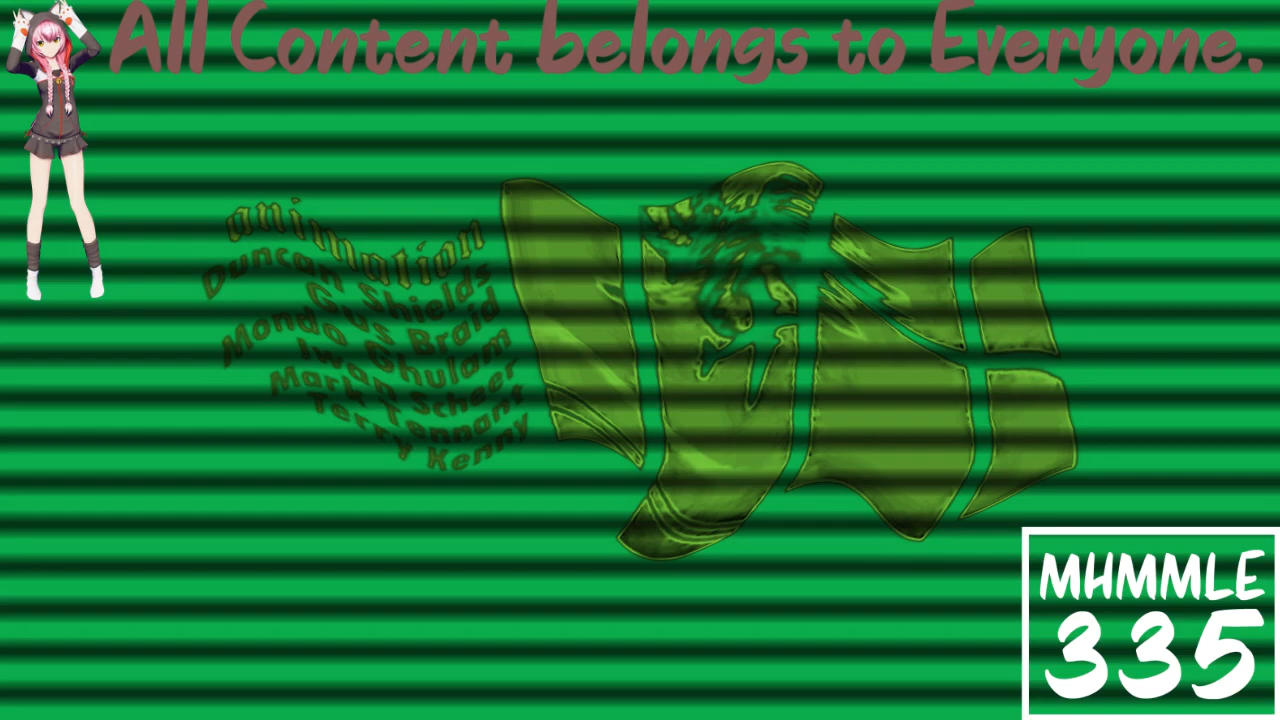 All Content belongs to Everyone.
animation
Duncan Shields
Gus Braid
Mondo Ghulam
Iwan Scheer
Mark Tennant
Terry Kenny
MHMMLE
335